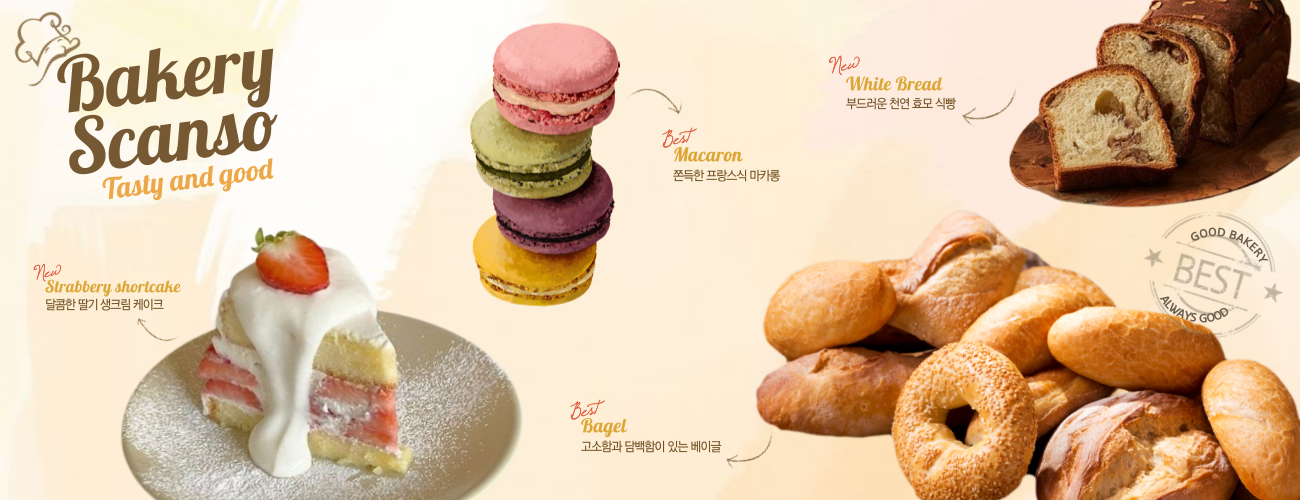 Bakery
Scanso
Tasty and good
New
Strabbery shortcake
달콤한 딸기 생크림 케이크
Best
Macaron
쫀득한 프랑스식 마카롱
New
White Bread
부드러운 천연 효모 식빵
Best
Bagel
고소함과 담백함이 있는 베이글
GOOD BAKERY
BEST
ALWAYS GOOD